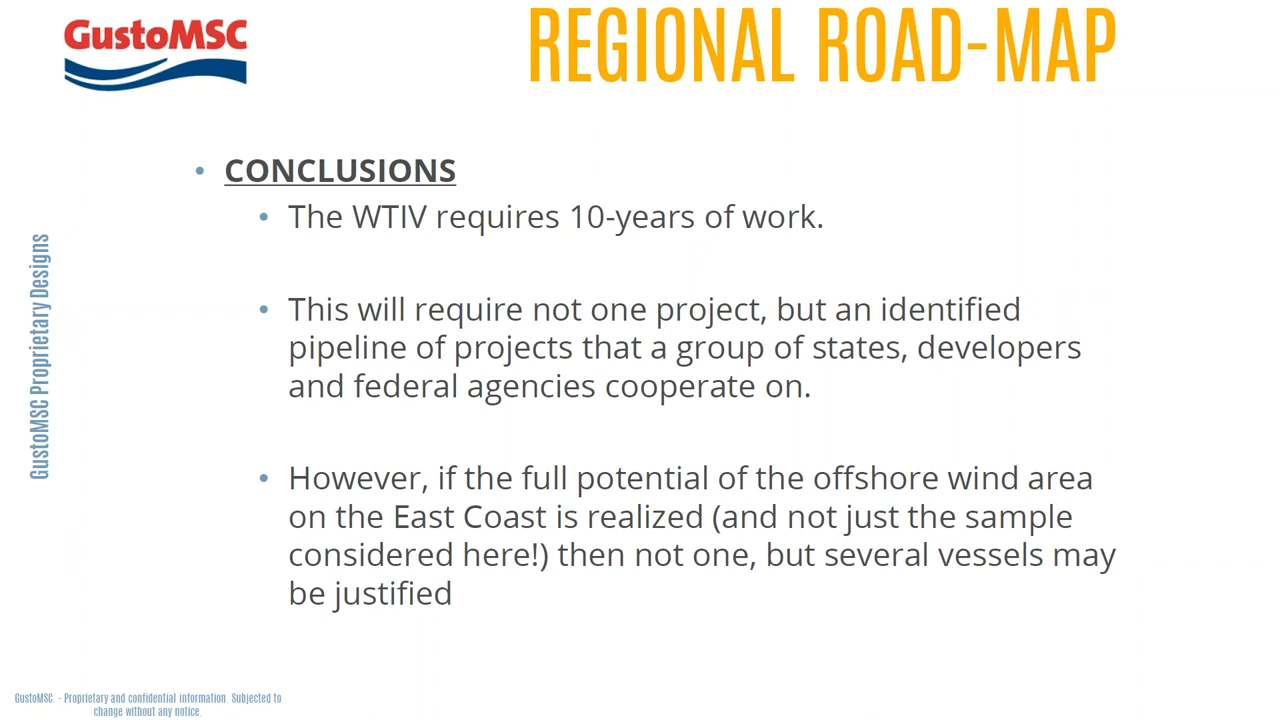 GustoMSC
REGIONAL ROAD-MAP
• CONCLUSIONS
• The WTIV requires 10-years of work.
• This will require not one project, but an identified
pipeline of projects that a group of states, developers
and federal agencies cooperate on.
• However, if the full potential of the offshore wind area
on the East Coast is realized (and not just the sample
considered here!) then not one, but several vessels may
be justified
GustoMSC Proprietary Designs
GustoMSC. - Proprietary and confidential information. Subjected to
change without any notice.